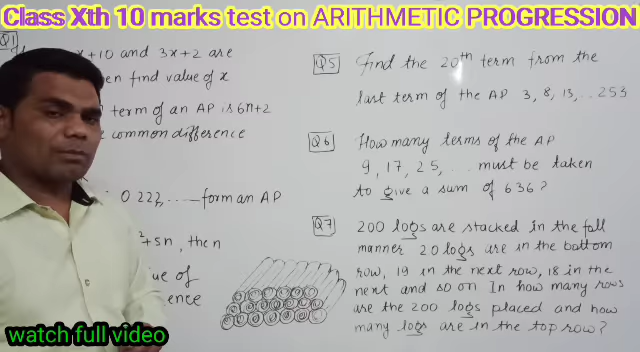 Class Xth 10 marks test on ARITHMETIC PROGRESSION
Q1
x+10 and 3x+2 are
find value of x
term of an AP is 6n+2
common difference
0.222, ..... form an AP
²+5n, then
of
Q5 Find the 20th term from the
last term of the AP 3, 8, 13, .. 253
Q6 How many terms of the AP
9, 17, 25, ... must be taken
to give a sum of 636?
Q7 200 logs are stacked in the foll
manner 20 logs are in the bottom
row, 19 in the next row, 18 in the
next and so on In how many rows
are the 200 logs placed and how
many logs are in the top row?
watch full video